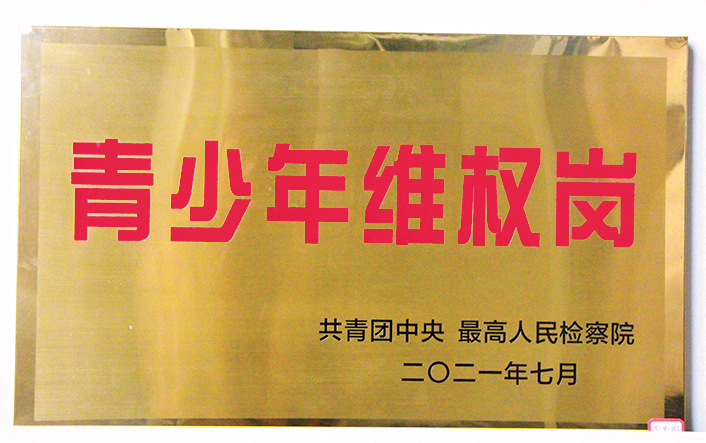 青少年维权岗
共青团中央 最高人民检察院
二〇二一年七月